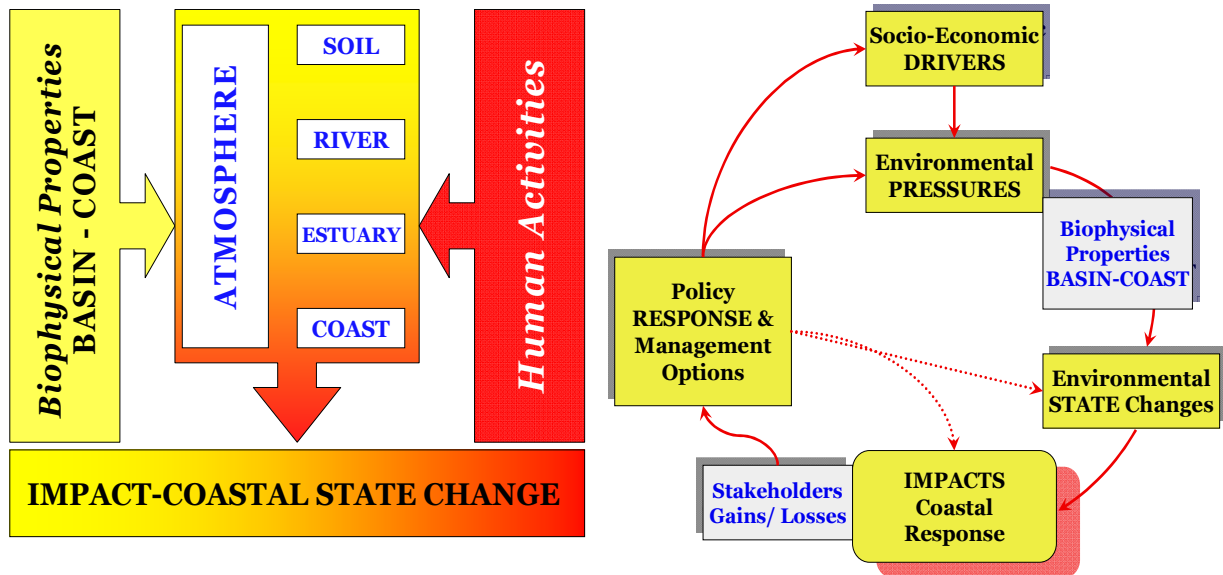 Biophysical Properties
BASIN - COAST
ATMOSPHERE
SOIL
RIVER
ESTUARY
COAST
Human Activities
IMPACT-COASTAL STATE CHANGE
Socio-Economic
DRIVERS
Environmental
PRESSURES
Biophysical
Properties
BASIN-COAST
Policy
RESPONSE &
Management
Options
Environmental
STATE Changes
Stakeholders
Gains/ Losses
IMPACTS
Coastal
Response